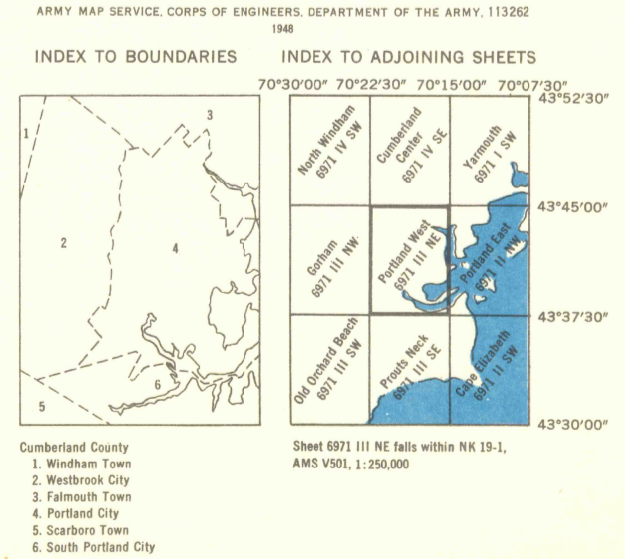 ARMY MAP SERVICE, CORPS OF ENGINEERS, DEPARTMENT OF THE ARMY, 113262
1948
INDEX TO BOUNDARIES
1
2
3
4
5
6
Cumberland County
1. Windham Town
2. Westbrook City
3. Falmouth Town
4. Portland City
5. Scarboro Town
6. South Portland City
INDEX TO ADJOINING SHEETS
70°30'00" 70°22'30" 70°15'00" 70°07'30"
43°52'30"
North Windham
6971 IV SW
Cumberland
Center
6971 IV SE
Yarmouth
6971 I SW
43°45'00"
Gorham
6971 III NW
Portland West
6971 III NE
Portland East
6971 II NW
43°37'30"
Old Orchard Beach
6971 III SW
Prouts Neck
6971 III SE
Cape Elizabeth
6971 II SW
43°30'00"
Sheet 6971 III NE falls within NK 19-1,
AMS V501, 1:250,000